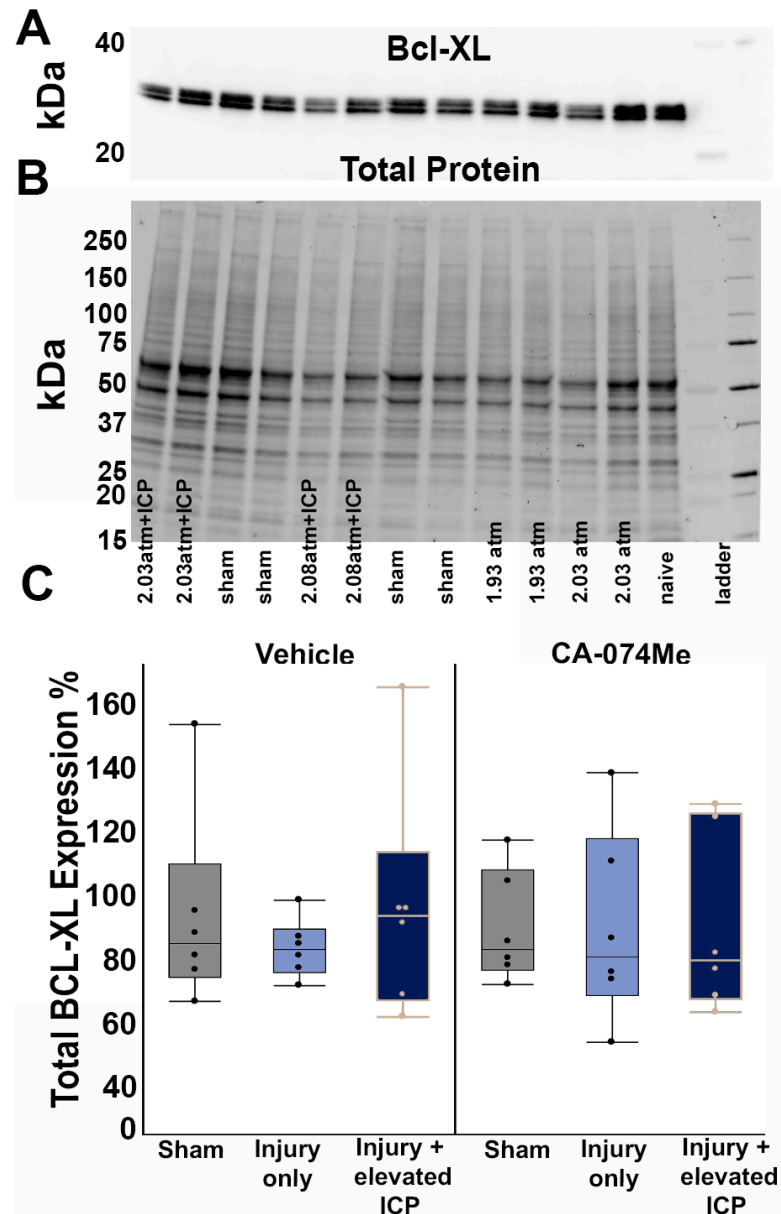 A
Bcl-XL
kDa
40
20
B
Total Protein
kDa
250
150
100
75
50
37
25
20
15
2.03atm+ICP
2.03atm+ICP
sham
sham
2.08atm+ICP
2.08atm+ICP
sham
sham
1.93 atm
1.93 atm
2.03 atm
2.03 atm
naive
ladder
C
Vehicle
CA-074Me
Total BCL-XL Expression %
160
140
120
100
80
60
40
0
Sham
Injury
only
Injury +
elevated
ICP
Sham
Injury
only
Injury +
elevated
ICP